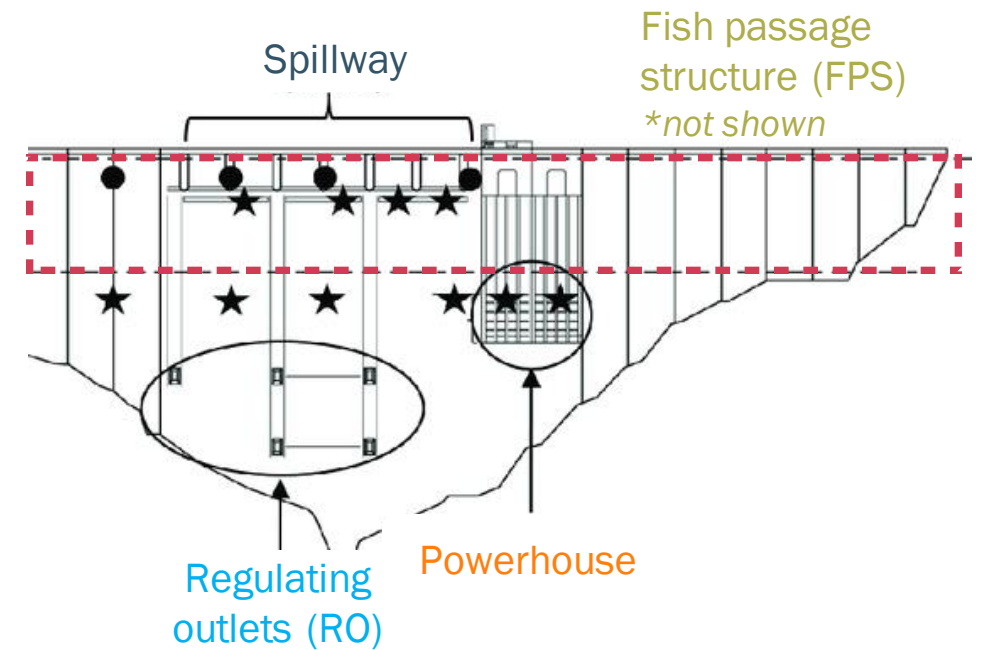 Spillway
Fish passage
structure (FPS)
*not shown
Powerhouse
Regulating
outlets (RO)